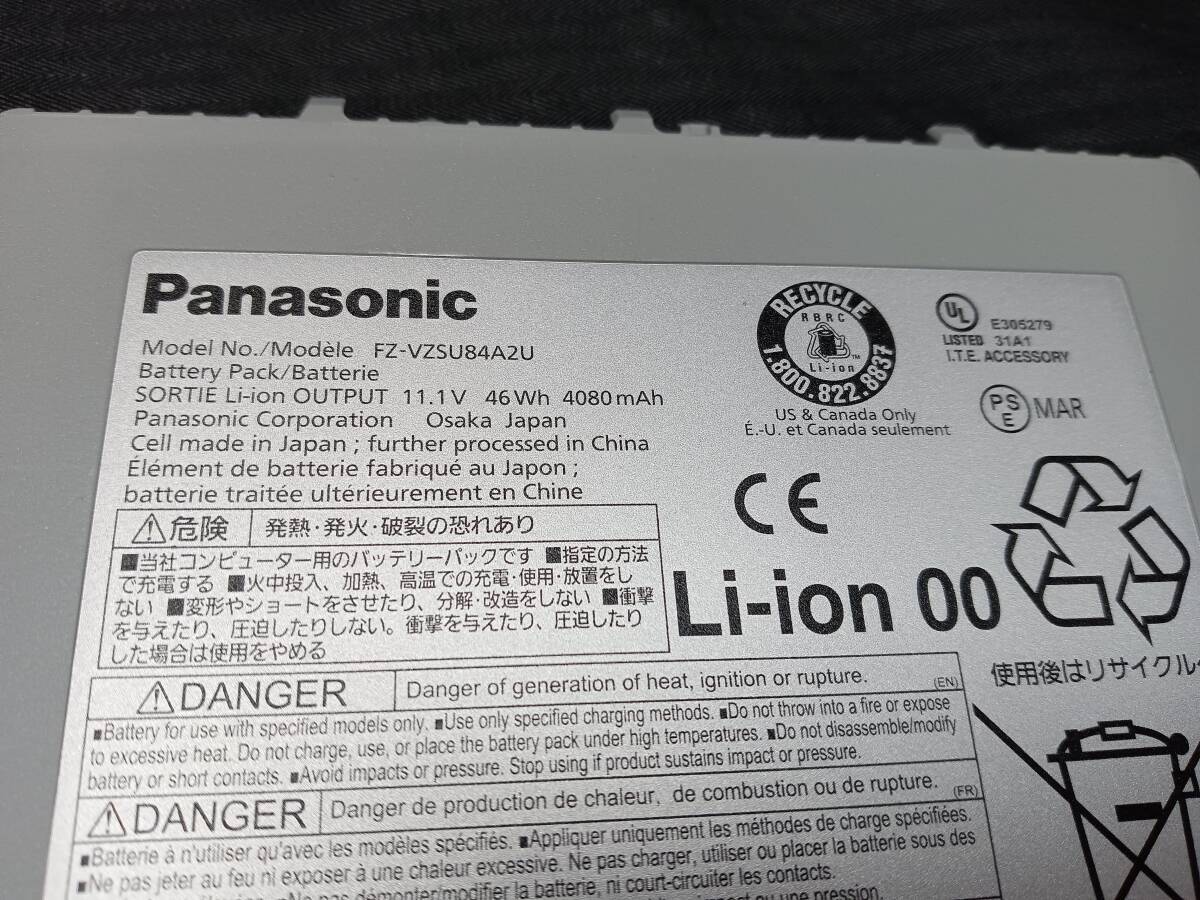 Panasonic
Model No./Modèle FZ-VZSU84A2U
Battery Pack/Batterie
SORTIE Li-ion OUTPUT 11.1V 46Wh 4080mAh
Panasonic Corporation Osaka Japan
Cell made in Japan ; further processed in China
Élément de batterie fabriqué au Japon ;
batterie traitée ultérieurement en Chine
RECYCLE
RBRC
TM
Li-ion
1.800.822.8837
US & Canada Only
É.-U. et Canada seulement
UL
E305279
LISTED 31A1
I.T.E. ACCESSORY
PS
E
MAR
CE
Li-ion 00
使用後はリサイクル
危険 発熱・発火・破裂の恐れあり
■当社コンピューター用のバッテリーパックです ■指定の方法
で充電する ■火中投入、加熱、高温での充電・使用・放置をし
ない ■変形やショートをさせたり、分解・改造をしない ■衝撃
を与えたり、圧迫したりしない。衝撃を与えたり、圧迫したり
した場合は使用をやめる
DANGER Danger of generation of heat, ignition or rupture. (EN)
■Battery for use with specified models only. ■Use only specified charging methods. ■Do not throw into a fire or expose
to excessive heat. Do not charge, use, or place the battery pack under high temperatures. ■Do not disassemble/modify
battery or short contacts. ■Avoid impacts or pressure. Stop using if product sustains impact or pressure.
DANGER Danger de production de chaleur, de combustion ou de rupture. (FR)
■Batterie à n'utiliser qu'avec les modèles spécifiés. ■Appliquer uniquement les méthodes de charge spécifiées.
■Ne pas jeter au feu ni exposer à une chaleur excessive. Ne pas charger, utiliser ou placer la batterie sous des
■Ne pas démonter/modifier la batterie, ni court-circuiter les contacts.
ou une pression.